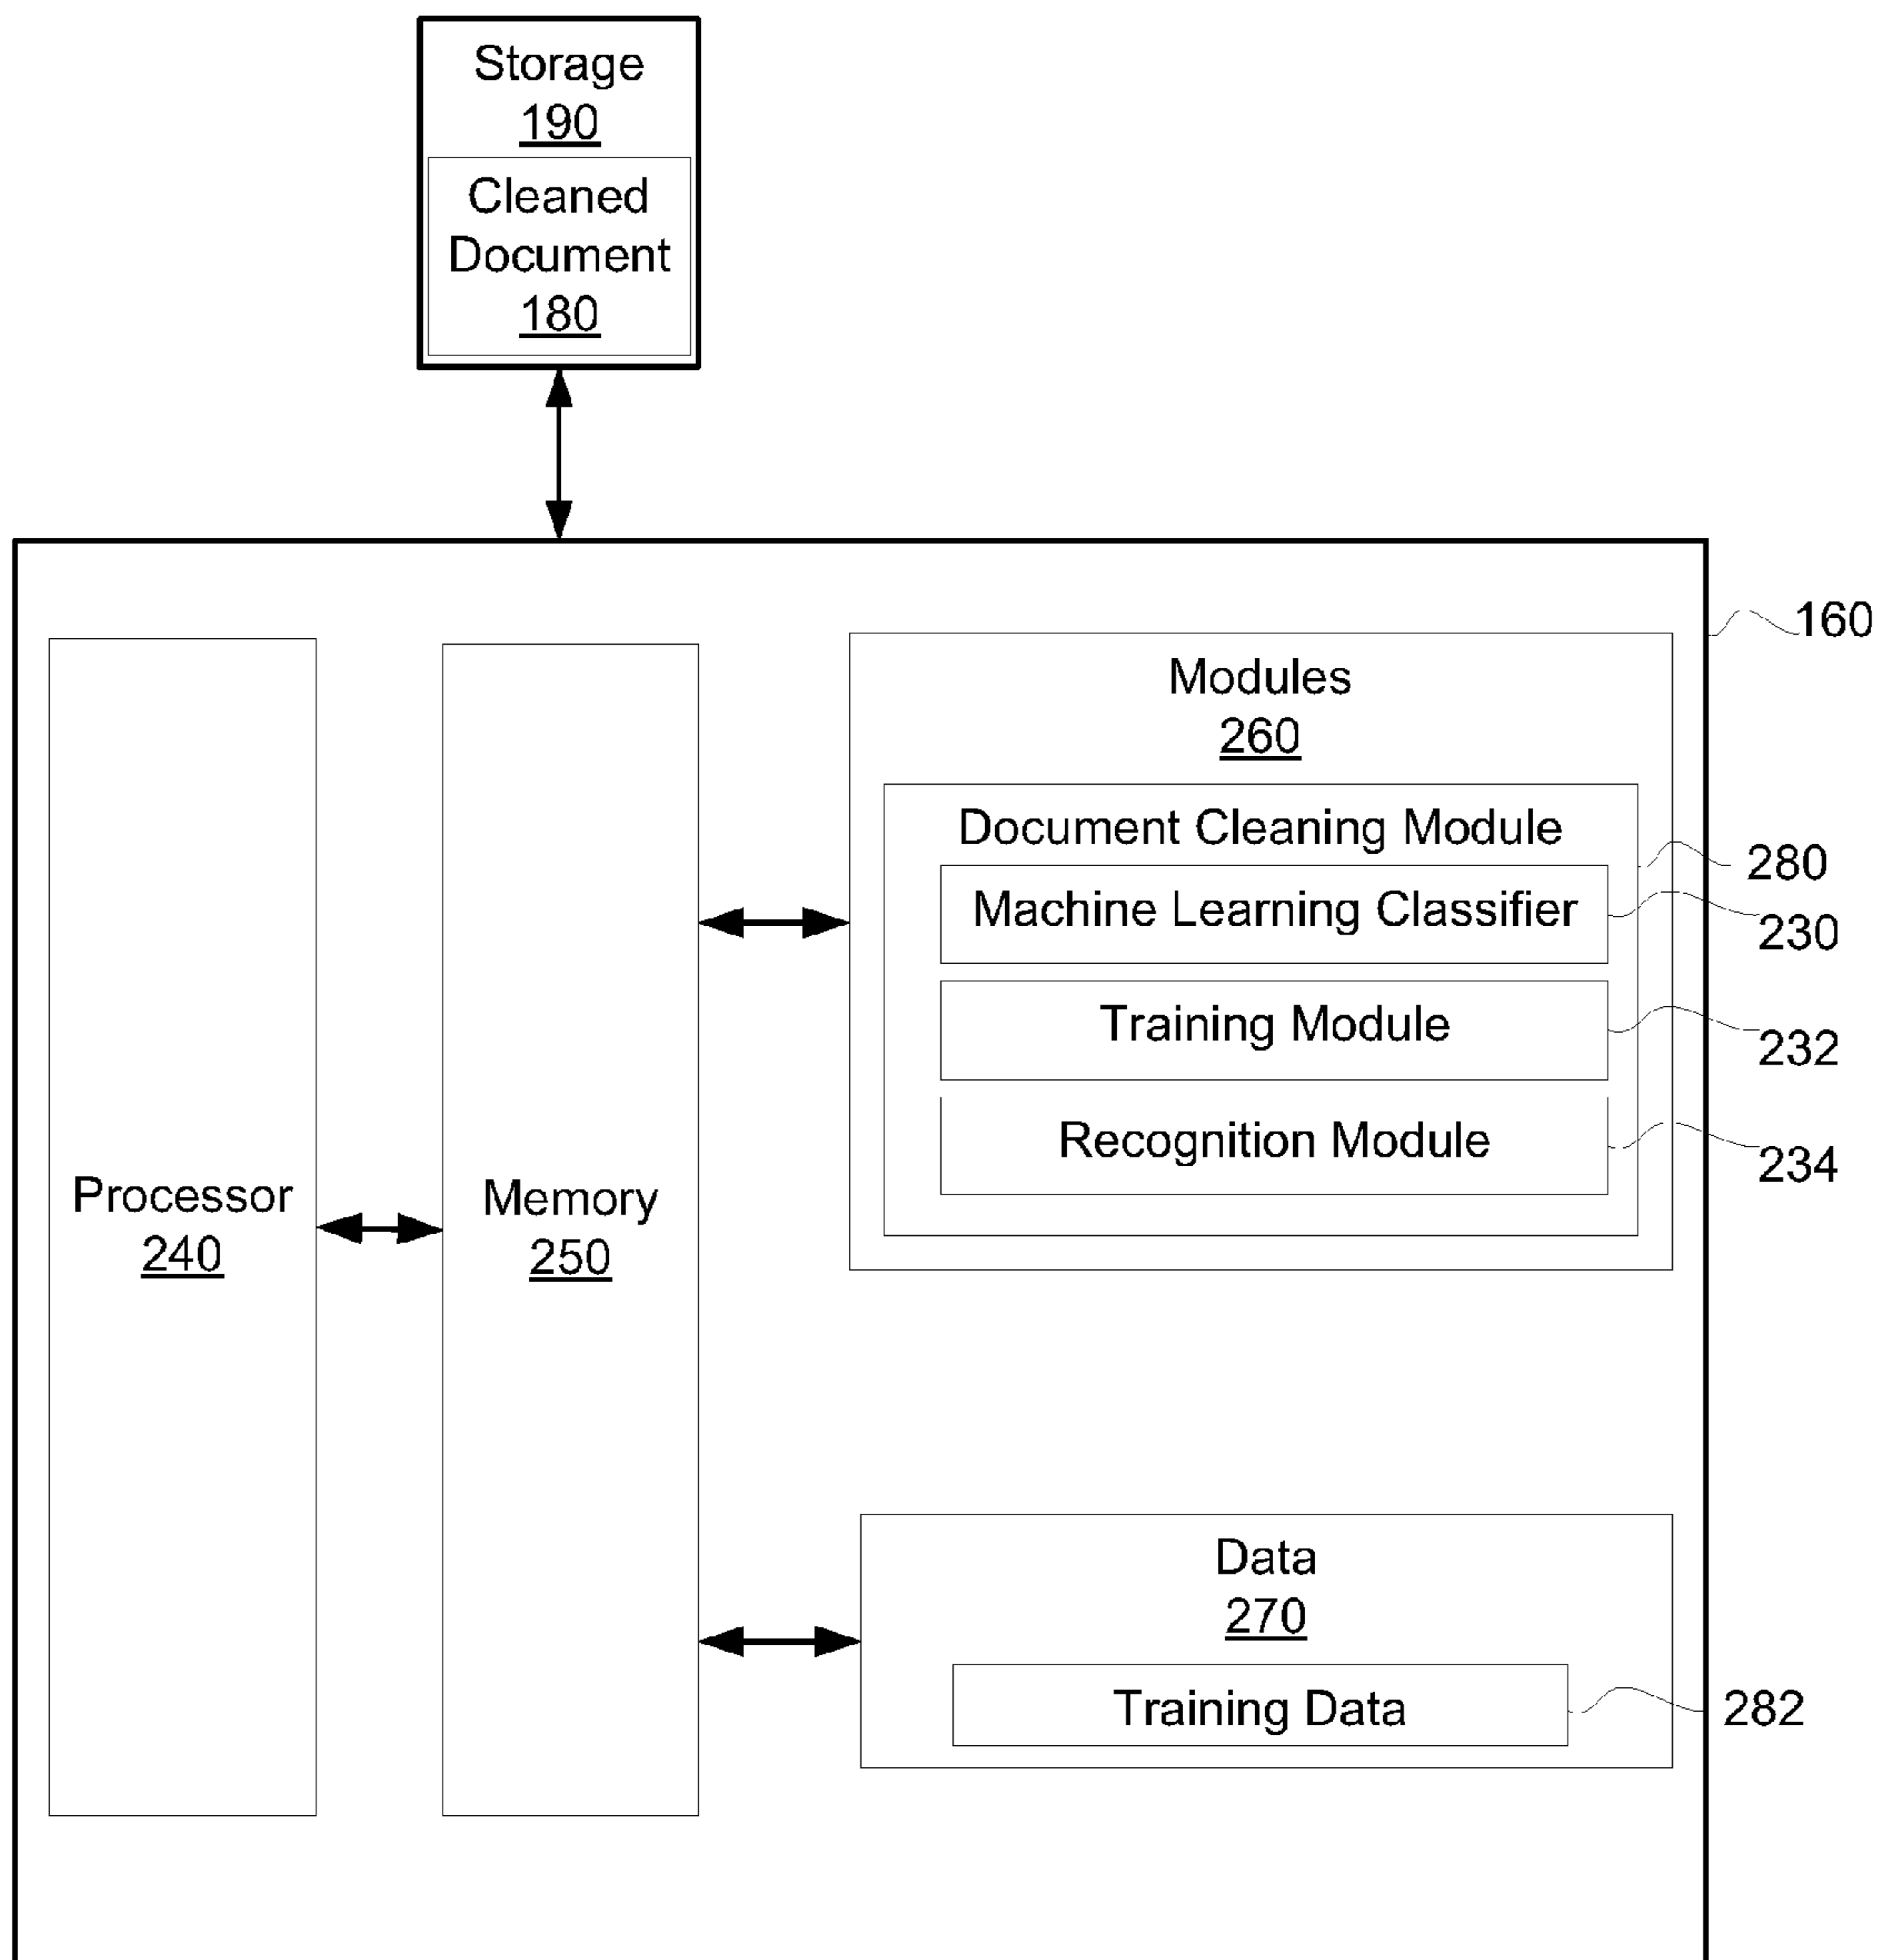 Storage
190
Cleaned
Document
180
160
Modules
260
Document Cleaning Module
280
Machine Learning Classifier
230
Training Module
232
Recognition Module
234
Processor
240
Memory
250
Data
270
Training Data
282